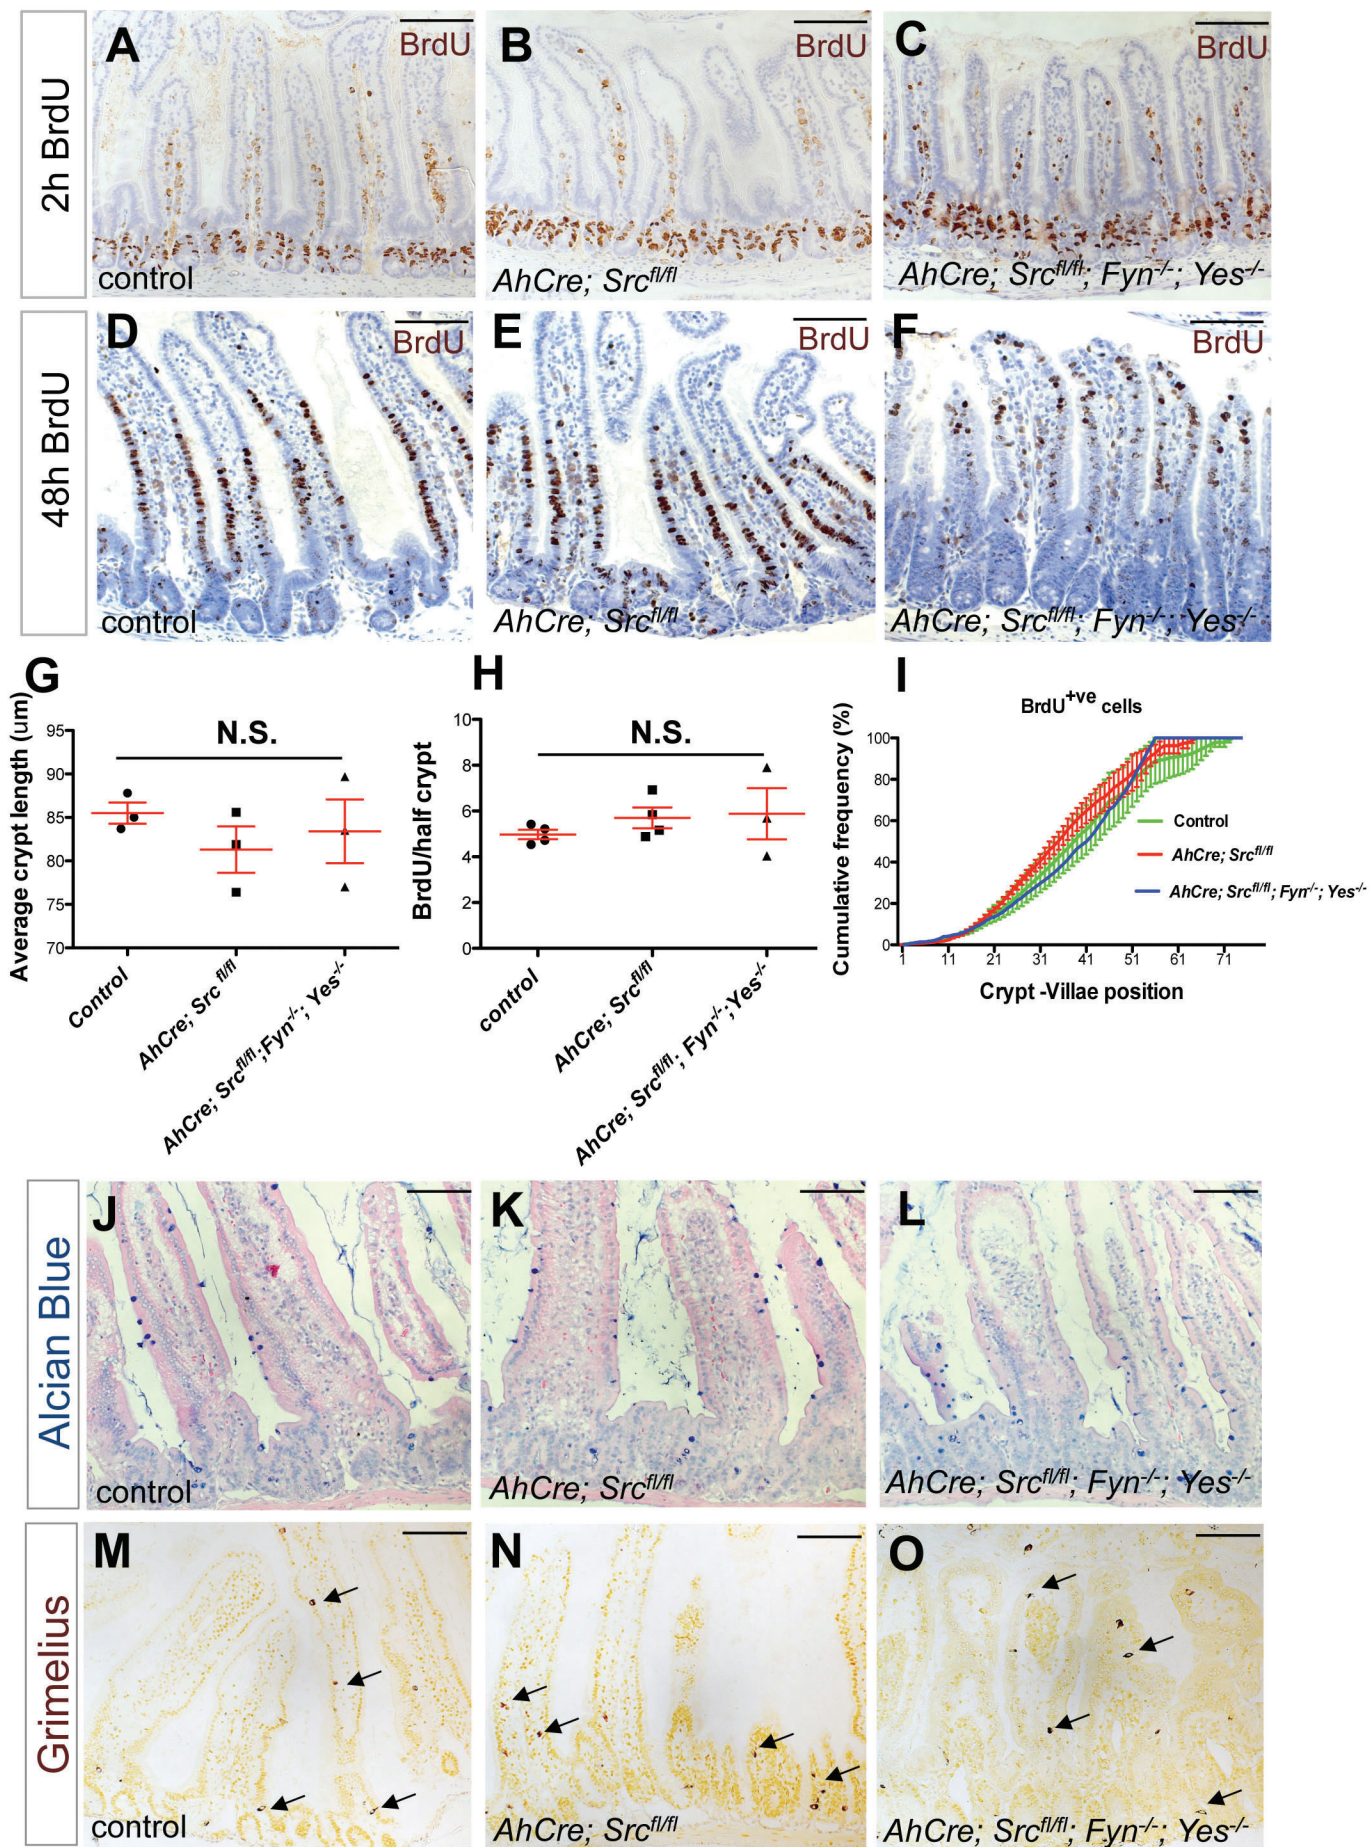 2h BrdU
A
BrdU
control
B
BrdU
AhCre; Src^fl/fl
C
BrdU
AhCre; Src^fl/fl; Fyn^-/-; Yes^-/-
48h BrdU
D
BrdU
control
E
BrdU
AhCre; Src^fl/fl
F
BrdU
AhCre; Src^fl/fl; Fyn^-/-; Yes^-/-
G
Average crypt length (um)
95
90
85
80
75
70
N.S.
Control
AhCre; Src^fl/fl
AhCre; Src^fl/fl;Fyn^-/-; Yes^-/-
H
BrdU/half crypt
10
8
6
4
2
0
N.S.
control
AhCre; Src^fl/fl
AhCre; Src^fl/fl; Fyn^-/-;Yes^-/-
I
BrdU^+ve cells
Cumulative frequency (%)
100
80
60
40
20
0
1 11 21 31 41 51 61 71
Crypt -Villae position
Control
AhCre; Src^fl/fl
AhCre; Src^fl/fl; Fyn^-/-; Yes^-/-
Alcian Blue
J
control
K
AhCre; Src^fl/fl
L
AhCre; Src^fl/fl; Fyn^-/-; Yes^-/-
Grimelius
M
control
N
AhCre; Src^fl/fl
O
AhCre; Src^fl/fl; Fyn^-/-; Yes^-/-